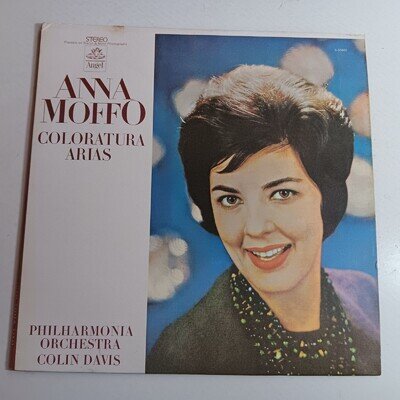 STEREO
Angel
ANNA
MOFFO
COLORATURA
ARIAS
PHILHARMONIA
ORCHESTRA
COLIN DAVIS